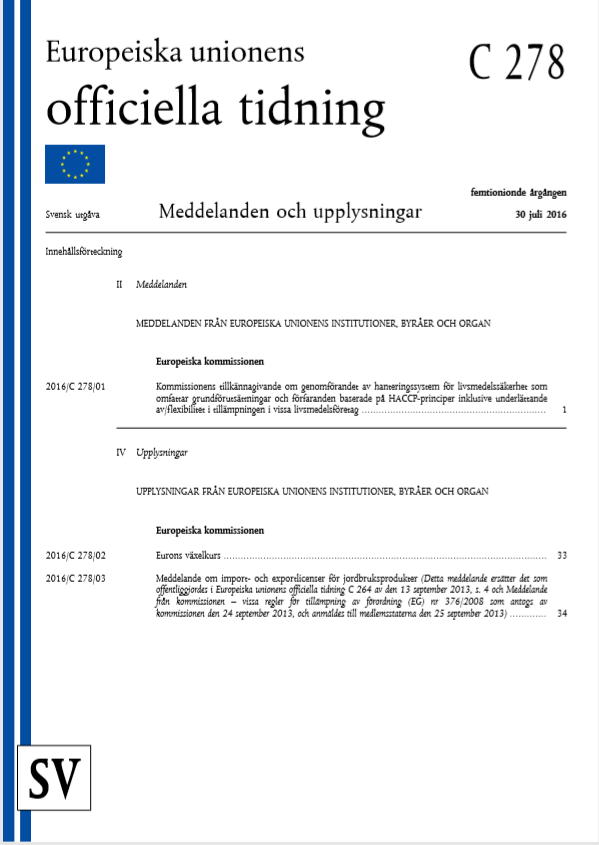 Europeiska unionens
C 278
officiella tidning
femtionionde årgången
Svensk utgåva
Meddelanden och upplysningar
30 juli 2016
Innehållsförteckning
II Meddelanden
MEDDELANDEN FRÅN EUROPEISKA UNIONENS INSTITUTIONER, BYRÅER OCH ORGAN
Europeiska kommissionen
2016/C 278/01 Kommissionens tillkännagivande om genomförandet av hanteringssystem för livsmedelssäkerhet som
omfattar grundförutsättningar och förfaranden baserade på HACCP-principer inklusive underlättande
av/flexibilitet i tillämpningen i vissa livsmedelsföretag ........ 1
IV Upplysningar
UPPLYSNINGAR FRÅN EUROPEISKA UNIONENS INSTITUTIONER, BYRÅER OCH ORGAN
Europeiska kommissionen
2016/C 278/02 Eurons växelkurs ........ 33
2016/C 278/03 Meddelande om import- och exporlicenser för jordbruksprodukter (Detta meddelande ersätter det som
offentliggjordes i Europeiska unionens officiella tidning C 264 av den 13 september 2013, s. 4 och Meddelande
från kommissionen – vissa regler för tillämpning av förordning (EG) nr 376/2008 som antogs av
kommissionen den 24 september 2013, och anmäldes till medlemsstaterna den 25 september 2013) ........ 34
SV